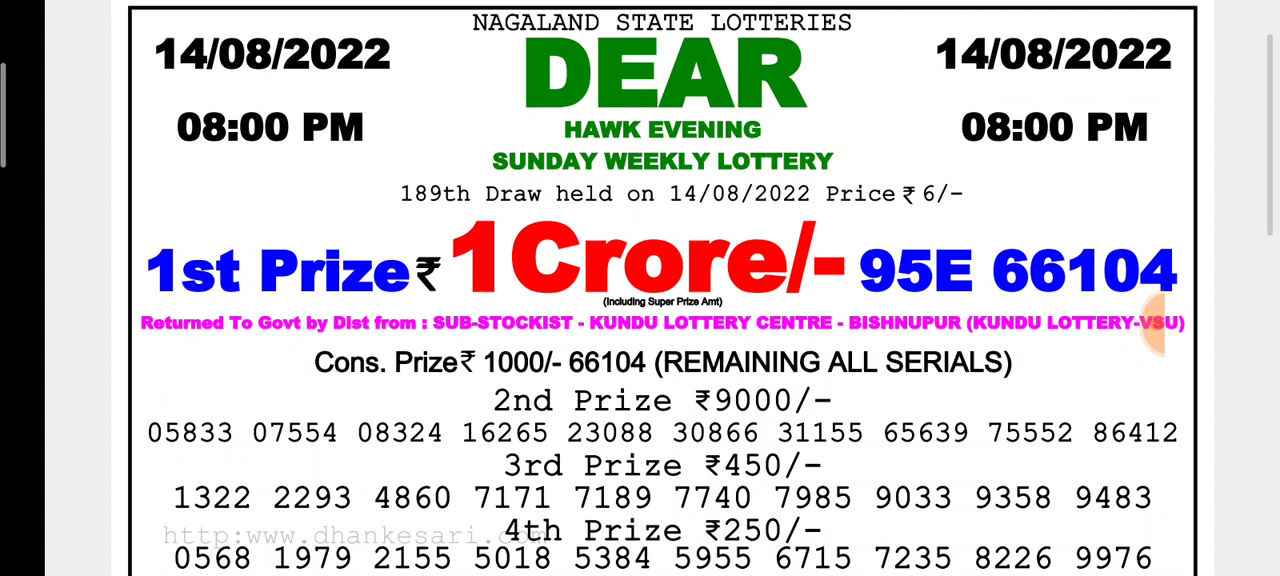 NAGALAND STATE LOTTERIES
14/08/2022 DEAR 14/08/2022
08:00 PM HAWK EVENING 08:00 PM
SUNDAY WEEKLY LOTTERY
189th Draw held on 14/08/2022 Price ₹ 6/-
1st Prize ₹ 1Crore/- 95E 66104
(Including Super Prize Amt)
Returned To Govt by Dist from : SUB-STOCKIST - KUNDU LOTTERY CENTRE - BISHNUPUR (KUNDU LOTTERY-VSU)
Cons. Prize ₹ 1000/- 66104 (REMAINING ALL SERIALS)
2nd Prize ₹9000/-
05833 07554 08324 16265 23088 30866 31155 65639 75552 86412
3rd Prize ₹450/-
1322 2293 4860 7171 7189 7740 7985 9033 9358 9483
4th Prize ₹250/-
http:www.dhankesari.com
0568 1979 2155 5018 5384 5955 6715 7235 8226 9976